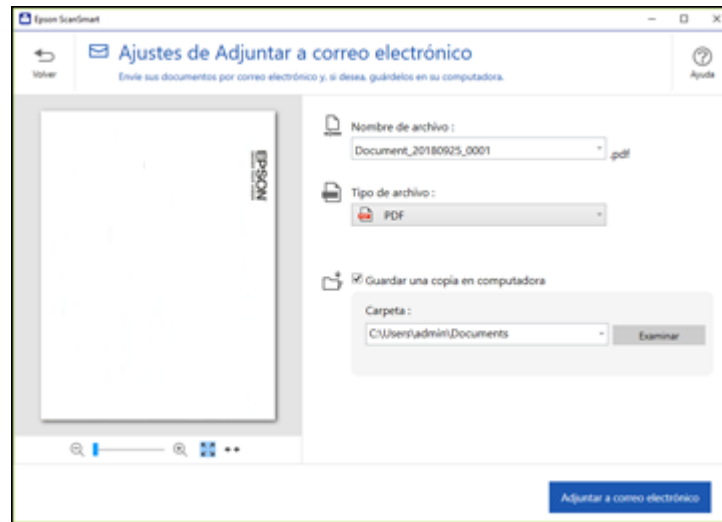 Epson ScanSmart
Volver
Ajustes de Adjuntar a correo electrónico
Envíe sus documentos por correo electrónico y, si desea, guárdelos en su computadora.
Ayuda
EPSON
Nombre de archivo :
Document_20180925_0001
.pdf
Tipo de archivo :
PDF
Guardar una copia en computadora
Carpeta :
C:\Users\admin\Documents
Examinar
Adjuntar a correo electrónico